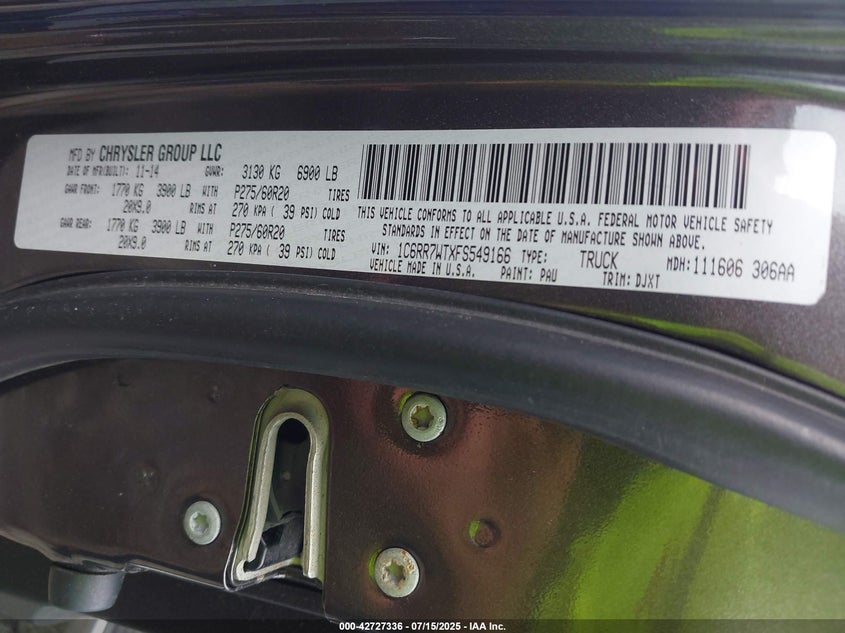 MFD BY CHRYSLER GROUP LLC
DATE OF MFR(BUILT): 11-14 GVWR: 3130 KG 6900 LB
GAWR FRONT: 1770 KG 3900 LB WITH P275/60R20 TIRES
20X9.0 RIMS AT 270 KPA ( 39 PSI) COLD
GAWR REAR: 1770 KG 3900 LB WITH P275/60R20 TIRES
20X9.0 RIMS AT 270 KPA ( 39 PSI) COLD
THIS VEHICLE CONFORMS TO ALL APPLICABLE U.S.A. FEDERAL MOTOR VEHICLE SAFETY
STANDARDS IN EFFECT ON THE DATE OF MANUFACTURE SHOWN ABOVE.
VIN: 1C6RR7WTXFS549166 TYPE: TRUCK MDH:111606 306AA
VEHICLE MADE IN U.S.A. PAINT: PAU TRIM: DJXT
000-42727336 - 07/15/2025 - IAA Inc.